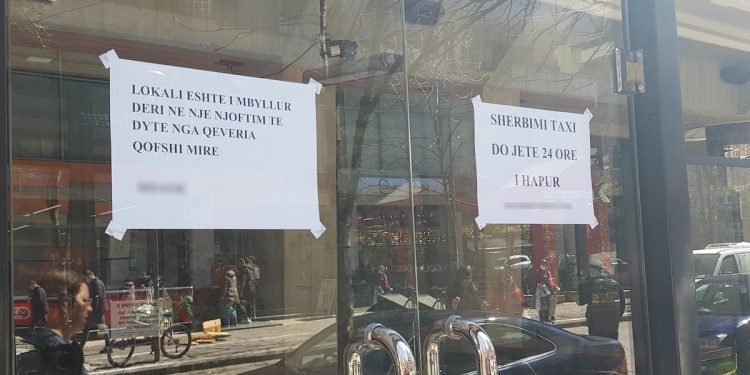 LOKALI ESHTE I MBYLLUR
DERI NE NJE NJOFTIM TE
DYTE NGA QEVERIA
QOFSHI MIRE
SHERBIMI TAXI
DO JETE 24 ORE
I HAPUR